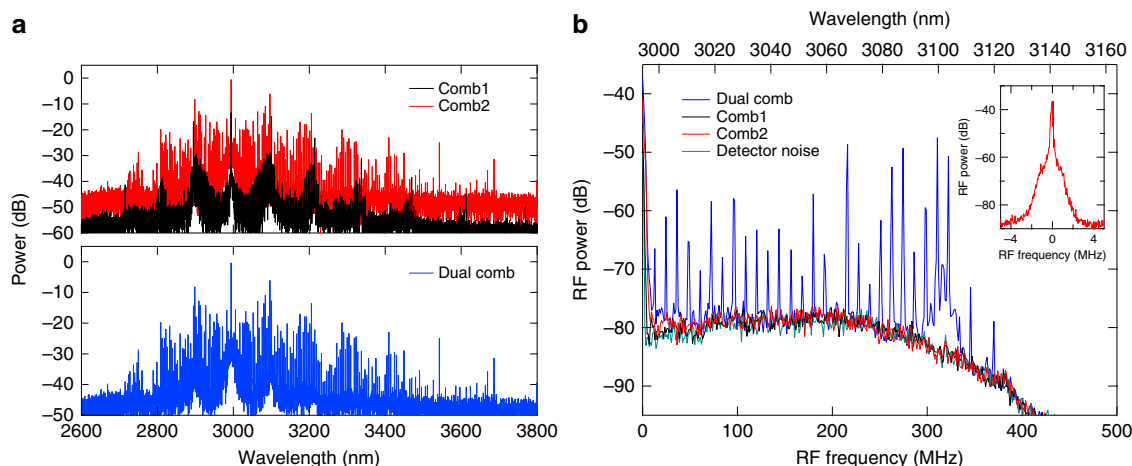 a
0
−10
−20
−30
−40
−50
−60
Comb1
Comb2
0
−10
−20
−30
−40
−50
Dual comb
Power (dB)
2600 2800 3000 3200 3400 3600 3800
Wavelength (nm)
b
Wavelength (nm)
3000 3020 3040 3060 3080 3100 3120 3140 3160
−40
−50
−60
−70
−80
−90
RF power (dB)
Dual comb
Comb1
Comb2
Detector noise
−40
−60
−80
RF power (dB)
−4 0 4
RF frequency (MHz)
0 100 200 300 400 500
RF frequency (MHz)